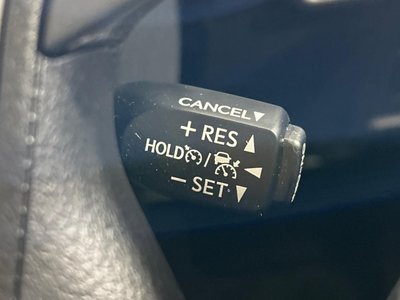 CANCEL▼
+ RES▲
HOLD /
− SET▼